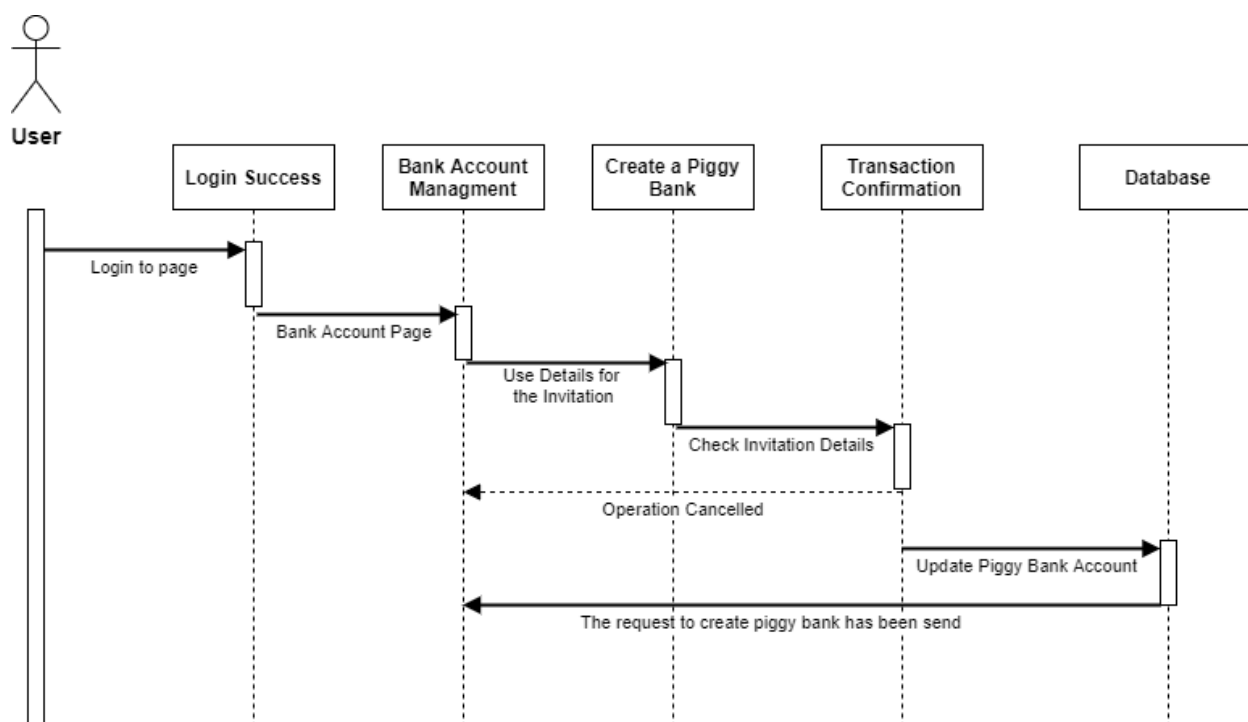 User
Login Success
Bank Account
Managment
Create a Piggy
Bank
Transaction
Confirmation
Database
Login to page
Bank Account Page
Use Details for
the Invitation
Check Invitation Details
Operation Cancelled
Update Piggy Bank Account
The request to create piggy bank has been send